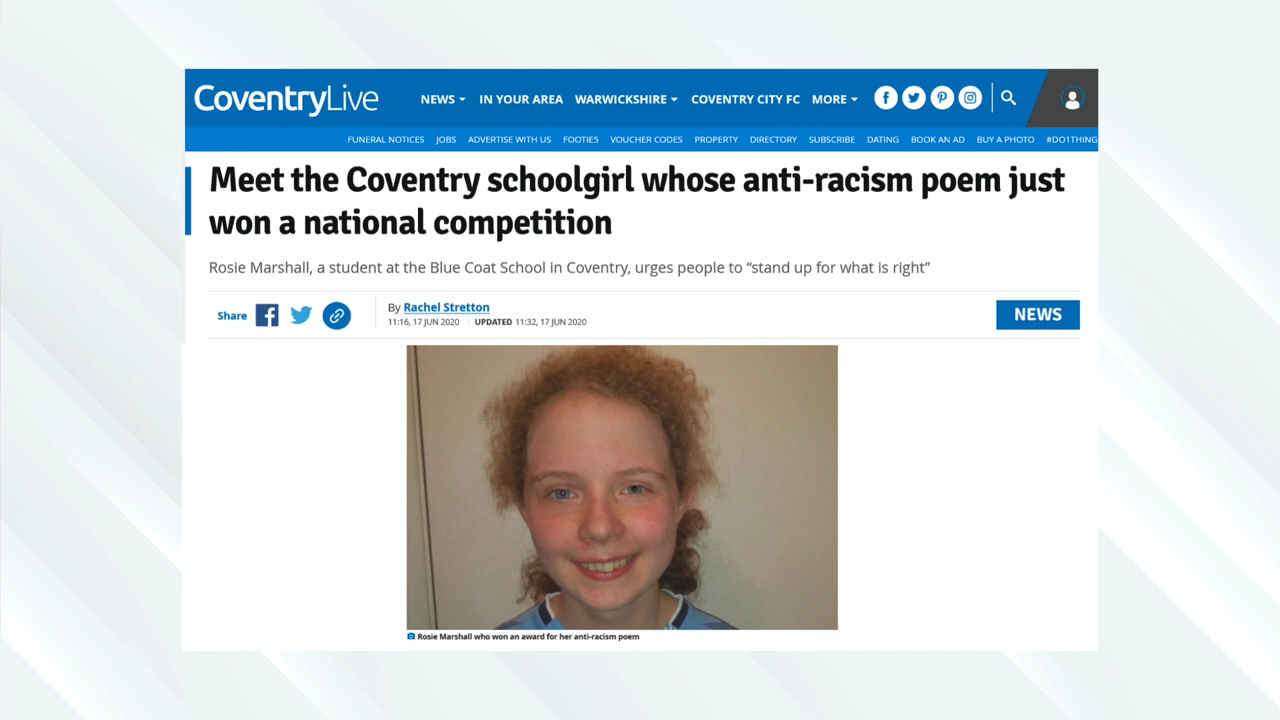 CoventryLive
NEWS IN YOUR AREA WARWICKSHIRE COVENTRY CITY FC MORE
FUNERAL NOTICES JOBS ADVERTISE WITH US FOOTIE5 VOUCHER CODES PROPERTY DIRECTORY SUBSCRIBE DATING BOOK AN AD BUY A PHOTO #DO1THING
Meet the Coventry schoolgirl whose anti-racism poem just
won a national competition
Rosie Marshall, a student at the Blue Coat School in Coventry, urges people to “stand up for what is right”
Share
By Rachel Stretton
11:16, 17 JUN 2020 UPDATED 11:32, 17 JUN 2020
NEWS
Rosie Marshall who won an award for her anti-racism poem